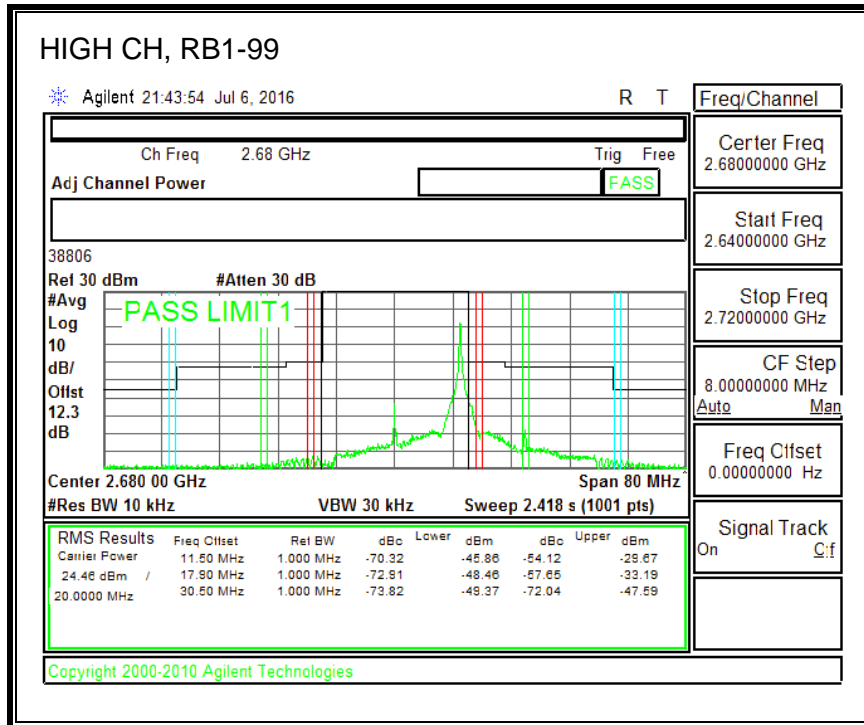 HIGH CH, RB1-99
Agilent 21:43:54 Jul 6, 2016 R T
Freq/Channel
Ch Freq 2.68 GHz Trig Free
Adj Channel Power PASS
Center Freq
2.68000000 GHz
Start Freq
2.64000000 GHz
Stop Freq
2.72000000 GHz
CF Step
8.00000000 MHz
Auto Man
Freq Offset
0.00000000 Hz
Signal Track
On Off
38806
Ref 30 dBm #Atten 30 dB
#Avg
Log
10
dB/
Offst
12.3
dB
PASS LIMIT1
Center 2.680 00 GHz Span 80 MHz
#Res BW 10 kHz VBW 30 kHz Sweep 2.418 s (1001 pts)
RMS Results Freq Offset Ref BW dBc Lower dBm dBc Upper dBm
Carrier Power 11.50 MHz 1.000 MHz -70.32 -45.86 -54.12 -29.67
24.46 dBm / 17.90 MHz 1.000 MHz -72.91 -48.46 -57.65 -33.19
20.0000 MHz 30.50 MHz 1.000 MHz -73.82 -49.37 -72.04 -47.59
Copyright 2000-2010 Agilent Technologies